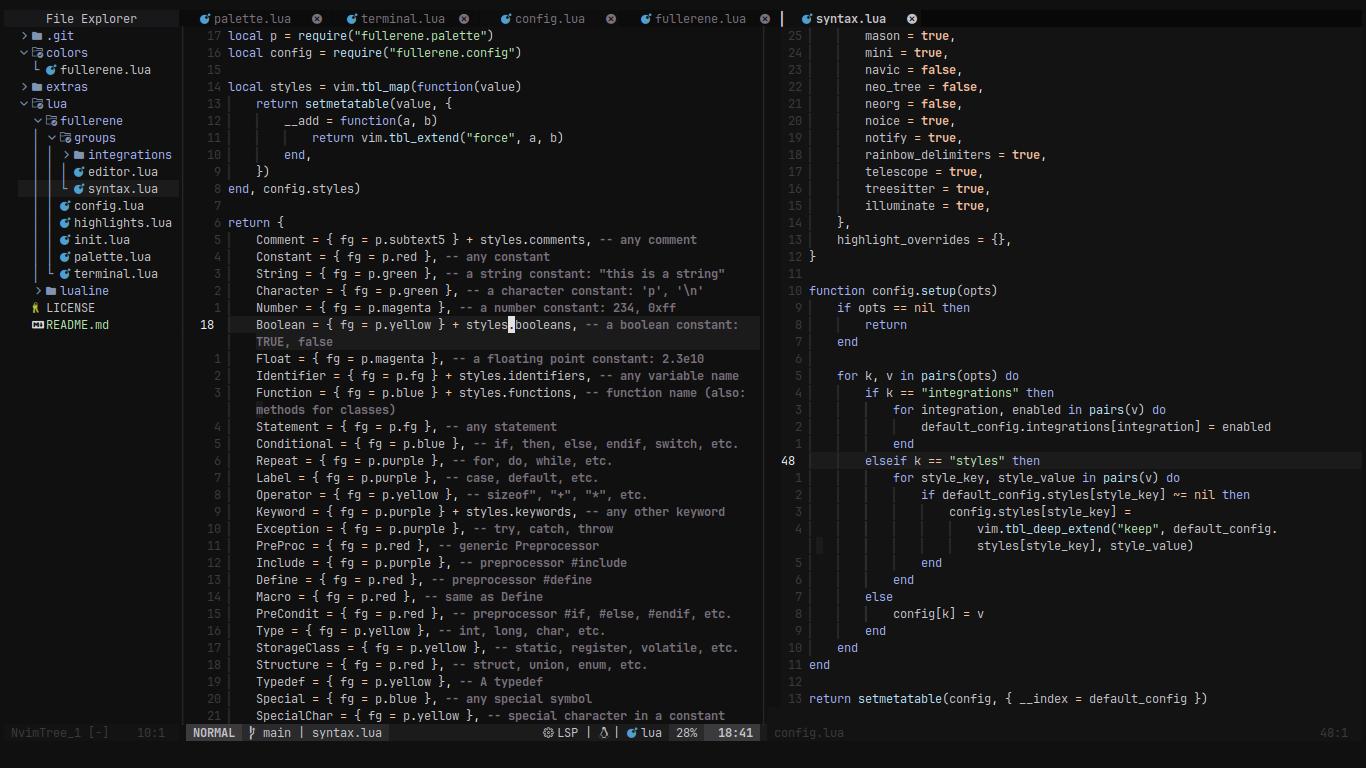 File Explorer
.git
colors
fullerene.lua
extras
lua
fullerene
groups
integrations
editor.lua
syntax.lua
config.lua
highlights.lua
init.lua
palette.lua
terminal.lua
lualine
LICENSE
README.md
NvimTree_1 [-] 10:1
palette.lua terminal.lua config.lua fullerene.lua
17 local p = require("fullerene.palette")
16 local config = require("fullerene.config")
15
14 local styles = vim.tbl_map(function(value)
13 return setmetatable(value, {
12 __add = function(a, b)
11 return vim.tbl_extend("force", a, b)
10 end,
9 })
8 end, config.styles)
7
6 return {
5 Comment = { fg = p.subtext5 } + styles.comments, -- any comment
4 Constant = { fg = p.red }, -- any constant
3 String = { fg = p.green }, -- a string constant: "this is a string"
2 Character = { fg = p.green }, -- a character constant: 'p', '\n'
1 Number = { fg = p.magenta }, -- a number constant: 234, 0xff
18 Boolean = { fg = p.yellow } + styles.booleans, -- a boolean constant:
TRUE, false
1 Float = { fg = p.magenta }, -- a floating point constant: 2.3e10
2 Identifier = { fg = p.fg } + styles.identifiers, -- any variable name
3 Function = { fg = p.blue } + styles.functions, -- function name (also:
methods for classes)
4 Statement = { fg = p.fg }, -- any statement
5 Conditional = { fg = p.blue }, -- if, then, else, endif, switch, etc.
6 Repeat = { fg = p.purple }, -- for, do, while, etc.
7 Label = { fg = p.purple }, -- case, default, etc.
8 Operator = { fg = p.yellow }, -- sizeof", "+", "*", etc.
9 Keyword = { fg = p.purple } + styles.keywords, -- any other keyword
10 Exception = { fg = p.purple }, -- try, catch, throw
11 PreProc = { fg = p.red }, -- generic Preprocessor
12 Include = { fg = p.purple }, -- preprocessor #include
13 Define = { fg = p.red }, -- preprocessor #define
14 Macro = { fg = p.red }, -- same as Define
15 PreCondit = { fg = p.red }, -- preprocessor #if, #else, #endif, etc.
16 Type = { fg = p.yellow }, -- int, long, char, etc.
17 StorageClass = { fg = p.yellow }, -- static, register, volatile, etc.
18 Structure = { fg = p.red }, -- struct, union, enum, etc.
19 Typedef = { fg = p.yellow }, -- A typedef
20 Special = { fg = p.blue }, -- any special symbol
21 SpecialChar = { fg = p.yellow }, -- special character in a constant
NORMAL main | syntax.lua LSP | | lua 28% 18:41
syntax.lua
25 mason = true,
24 mini = true,
23 navic = false,
22 neo_tree = false,
21 neorg = false,
20 noice = true,
19 notify = true,
18 rainbow_delimiters = true,
17 telescope = true,
16 treesitter = true,
15 illuminate = true,
14 },
13 highlight_overrides = {},
12 }
11
10 function config.setup(opts)
9 if opts == nil then
8 return
7 end
6
5 for k, v in pairs(opts) do
4 if k == "integrations" then
3 for integration, enabled in pairs(v) do
2 default_config.integrations[integration] = enabled
1 end
48 elseif k == "styles" then
1 for style_key, style_value in pairs(v) do
2 if default_config.styles[style_key] ~= nil then
3 config.styles[style_key] =
4 vim.tbl_deep_extend("keep", default_config.
styles[style_key], style_value)
5 end
6 end
7 else
8 config[k] = v
9 end
10 end
11 end
12
13 return setmetatable(config, { __index = default_config })
config.lua 48:1